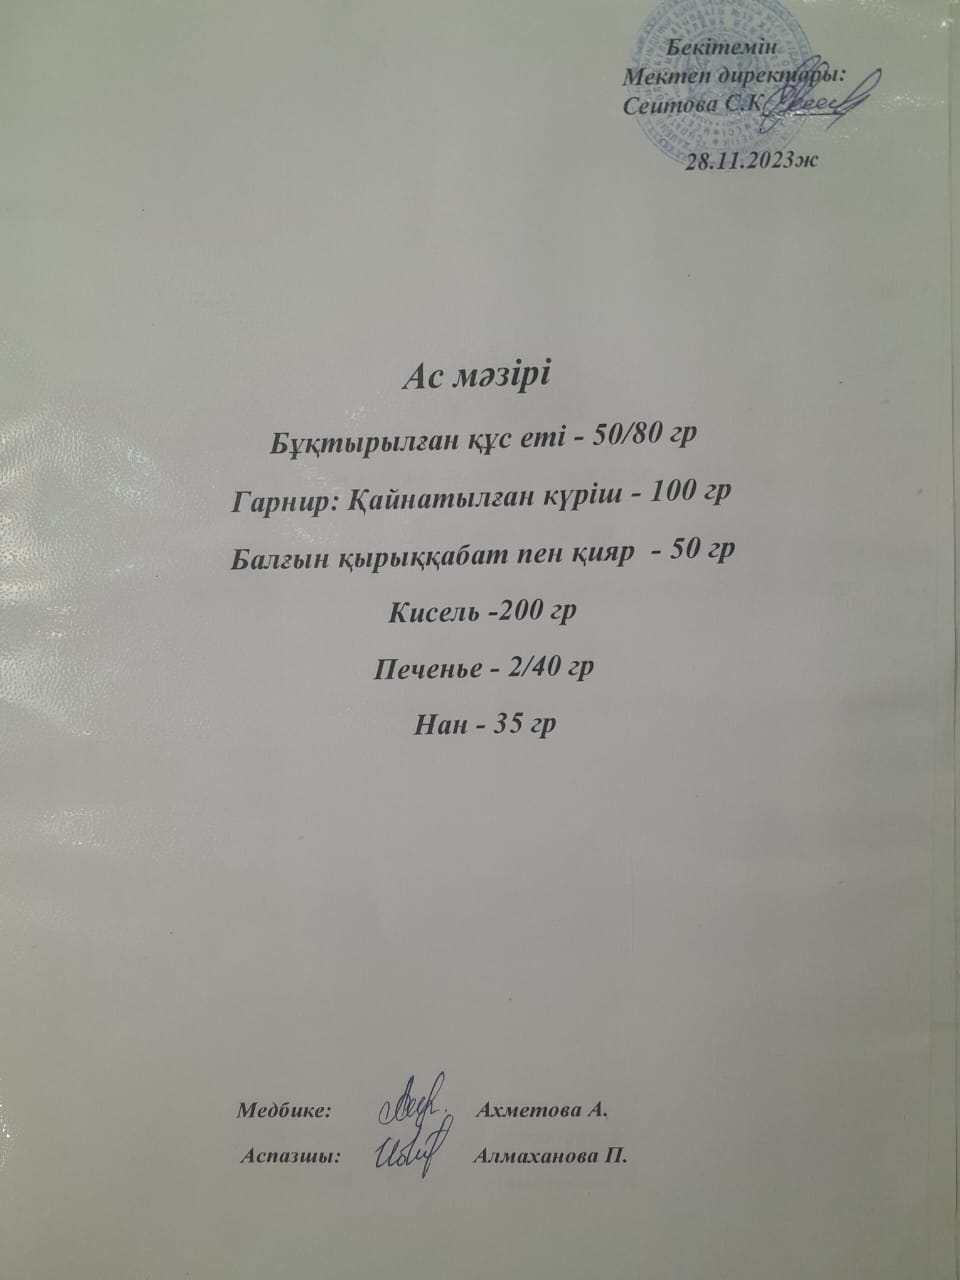 Бекітемін
Мектеп директары:
Сеитова С.К
28.11.2023ж
Ас мәзірі
Бұқтырылған құс еті - 50/80 гр
Гарнир: Қайнатылған күріш - 100 гр
Балғын қырыққабат пен қияр - 50 гр
Кисель -200 гр
Печенье - 2/40 гр
Нан - 35 гр
Медбике: Ахметова А.
Аспазшы: Алмаханова П.